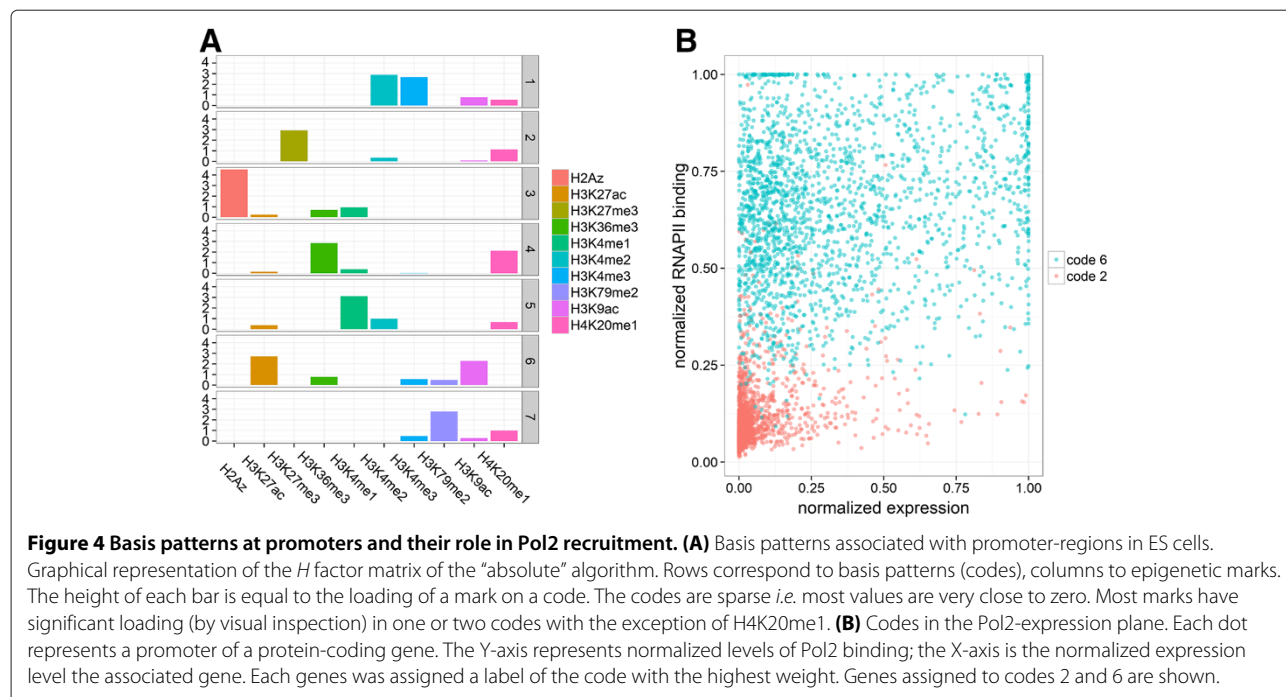 A
B
4
3
2
1
0
1
4
3
2
1
0
2
4
3
2
1
0
3
4
3
2
1
0
4
4
3
2
1
0
5
4
3
2
1
0
6
4
3
2
1
0
7
H2Az
H3K27ac
H3K27me3
H3K36me3
H3K4me1
H3K4me2
H3K4me3
H3K79me2
H3K9ac
H4K20me1
H2Az
H3K27ac
H3K27me3
H3K36me3
H3K4me1
H3K4me2
H3K4me3
H3K79me2
H3K9ac
H4K20me1
normalized RNAPII binding
1.00
0.75
0.50
0.25
0.00
0.00 0.25 0.50 0.75 1.00
normalized expression
code 6
code 2
Figure 4 Basis patterns at promoters and their role in Pol2 recruitment. (A) Basis patterns associated with promoter-regions in ES cells.
Graphical representation of the H factor matrix of the “absolute” algorithm. Rows correspond to basis patterns (codes), columns to epigenetic marks.
The height of each bar is equal to the loading of a mark on a code. The codes are sparse i.e. most values are very close to zero. Most marks have
significant loading (by visual inspection) in one or two codes with the exception of H4K20me1. (B) Codes in the Pol2-expression plane. Each dot
represents a promoter of a protein-coding gene. The Y-axis represents normalized levels of Pol2 binding; the X-axis is the normalized expression
level the associated gene. Each genes was assigned a label of the code with the highest weight. Genes assigned to codes 2 and 6 are shown.